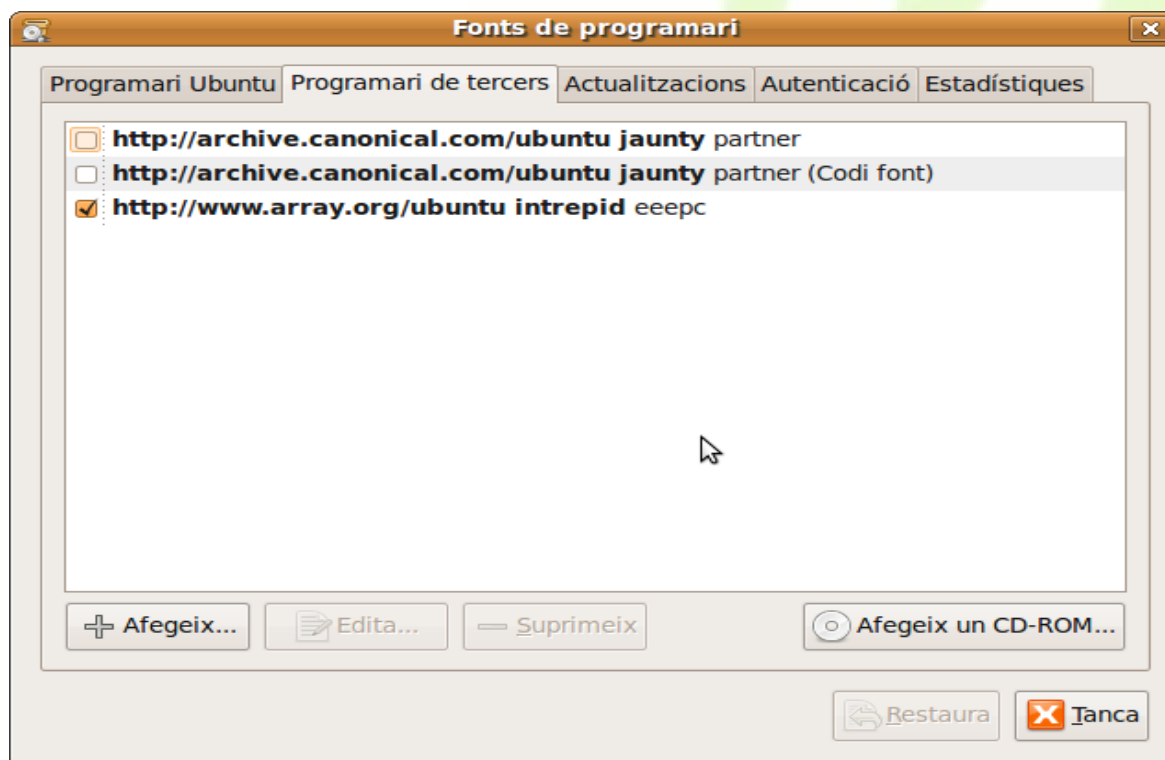 Fonts de programari
Programari Ubuntu Programari de tercers Actualitzacions Autenticació Estadístiques
http://archive.canonical.com/ubuntu jaunty partner
http://archive.canonical.com/ubuntu jaunty partner (Codi font)
http://www.array.org/ubuntu intrepid eeepc
Afegeix... Edita... Suprimeix Afegeix un CD-ROM...
Restaura Tanca